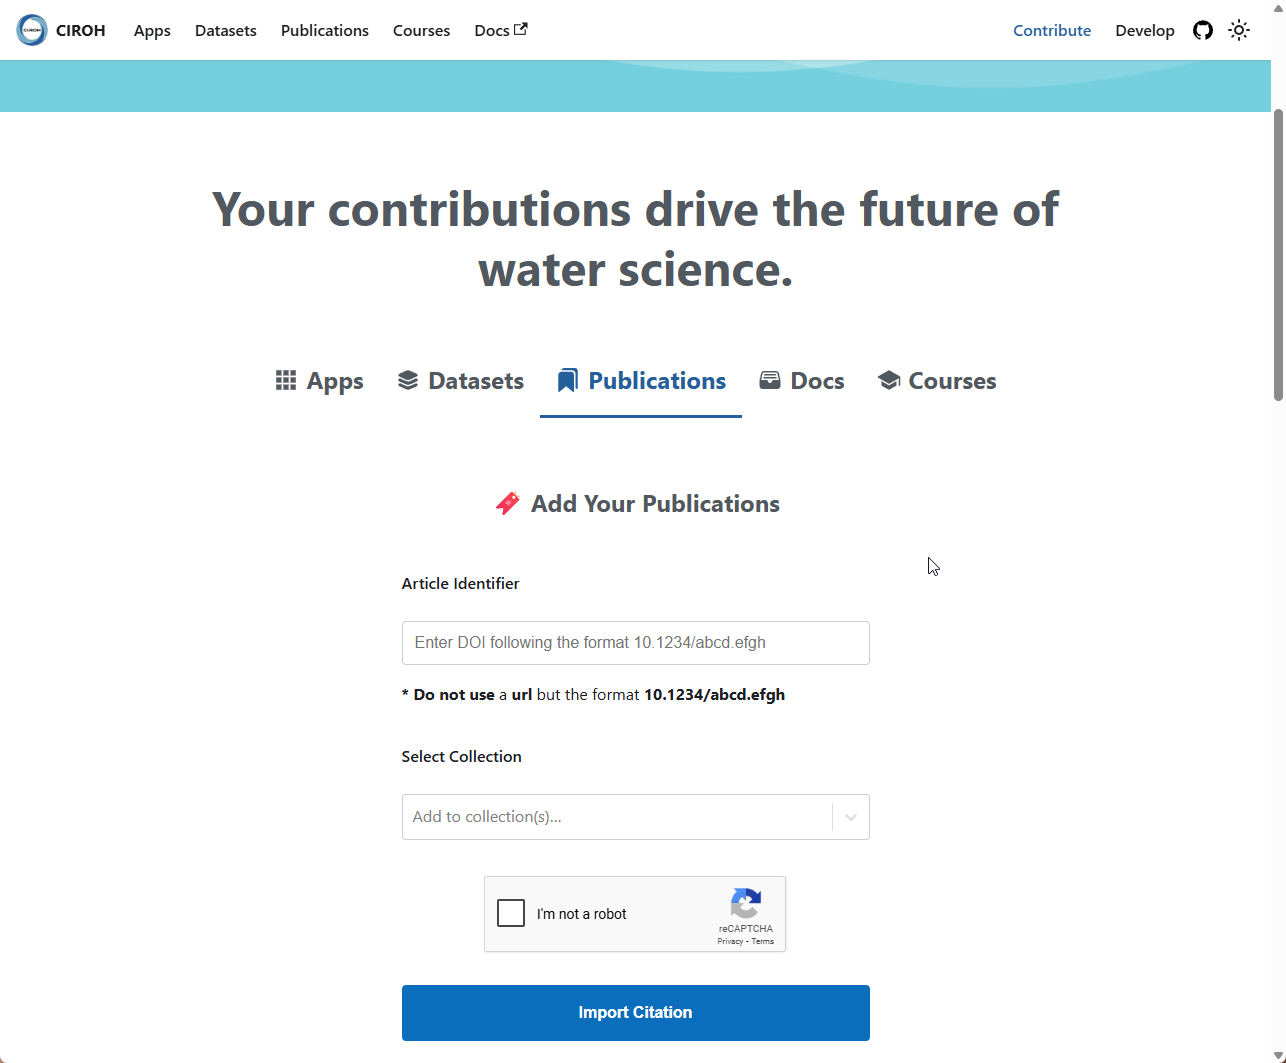 CIROH Apps Datasets Publications Courses Docs Contribute Develop
Your contributions drive the future of
water science.
Apps Datasets Publications Docs Courses
Add Your Publications
Article Identifier
Enter DOI following the format 10.1234/abcd.efgh
* Do not use a url but the format 10.1234/abcd.efgh
Select Collection
Add to collection(s)...
I'm not a robot
reCAPTCHA
Privacy - Terms
Import Citation